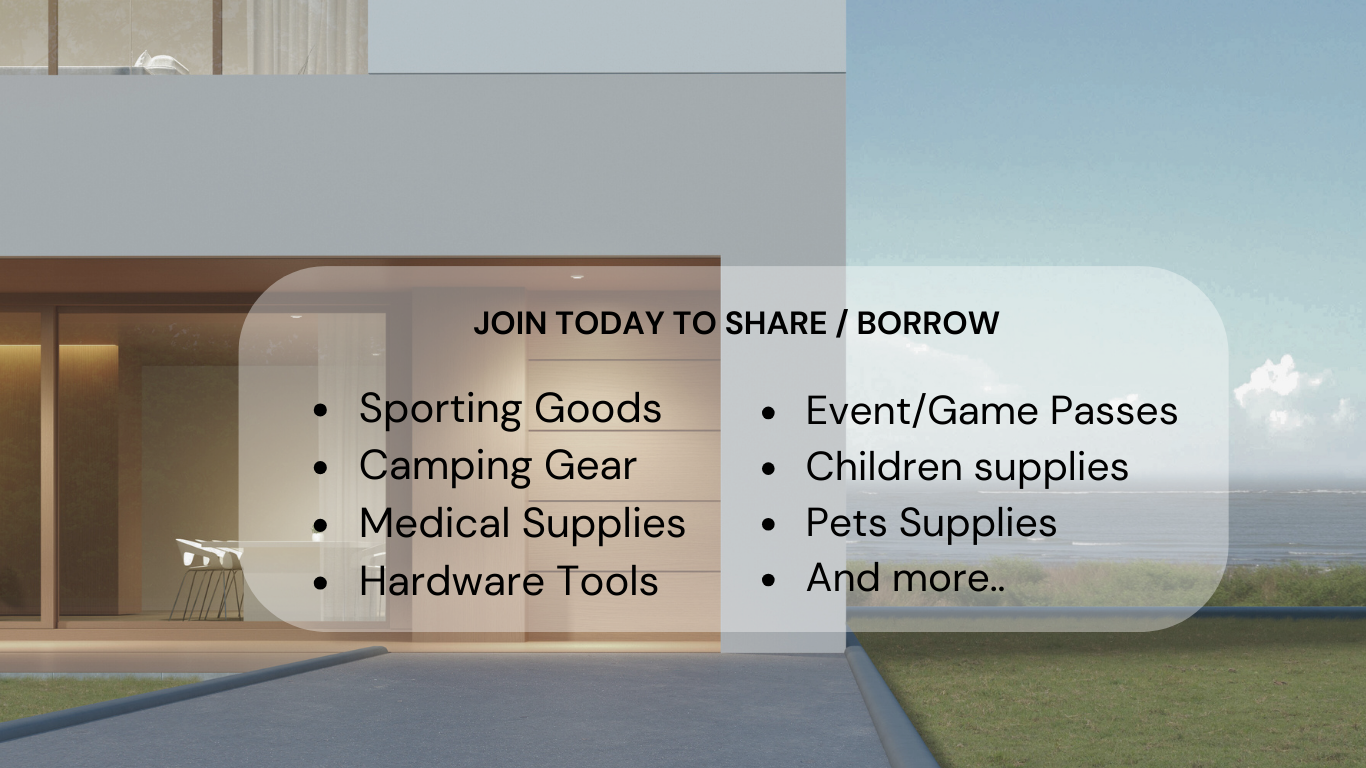 JOIN TODAY TO SHARE / BORROW
• Sporting Goods
• Camping Gear
• Medical Supplies
• Hardware Tools
• Event/Game Passes
• Children supplies
• Pets Supplies
• And more..